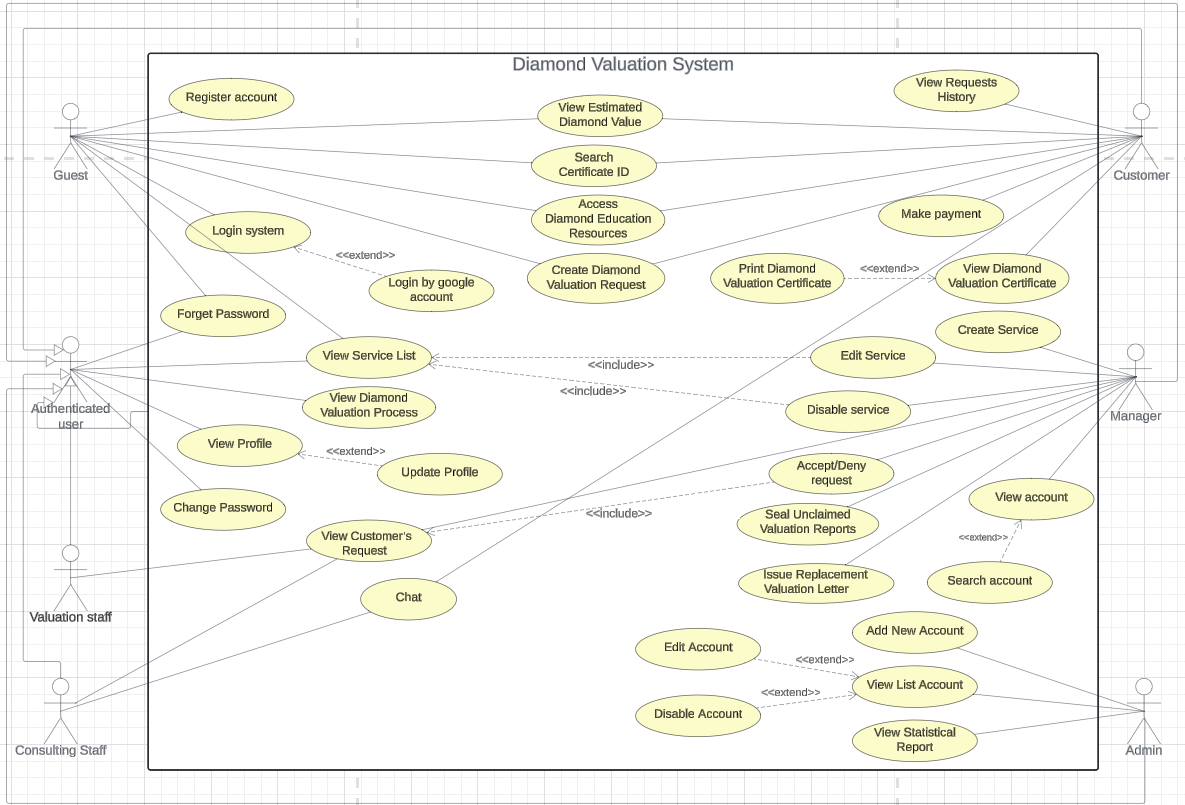 Diamond Valuation System
Register account
View Estimated
Diamond Value
View Requests
History
Search
Certificate ID
Guest
Customer
Access
Diamond Education
Resources
Make payment
Login system
<<extend>>
Login by google
account
Create Diamond
Valuation Request
Print Diamond
Valuation Certificate
<<extend>>
View Diamond
Valuation Certificate
Forget Password
Create Service
View Service List
<<include>>
Edit Service
<<include>>
Authenticated
user
View Diamond
Valuation Process
Disable service
Manager
View Profile
<<extend>>
Update Profile
Accept/Deny
request
View account
Change Password
<<include>>
Seal Unclaimed
Valuation Reports
View Customer's
Request
<<extend>>
Issue Replacement
Valuation Letter
Search account
Chat
Valuation staff
Add New Account
Edit Account
<<extend>>
View List Account
<<extend>>
Disable Account
View Statistical
Report
Consulting Staff
Admin